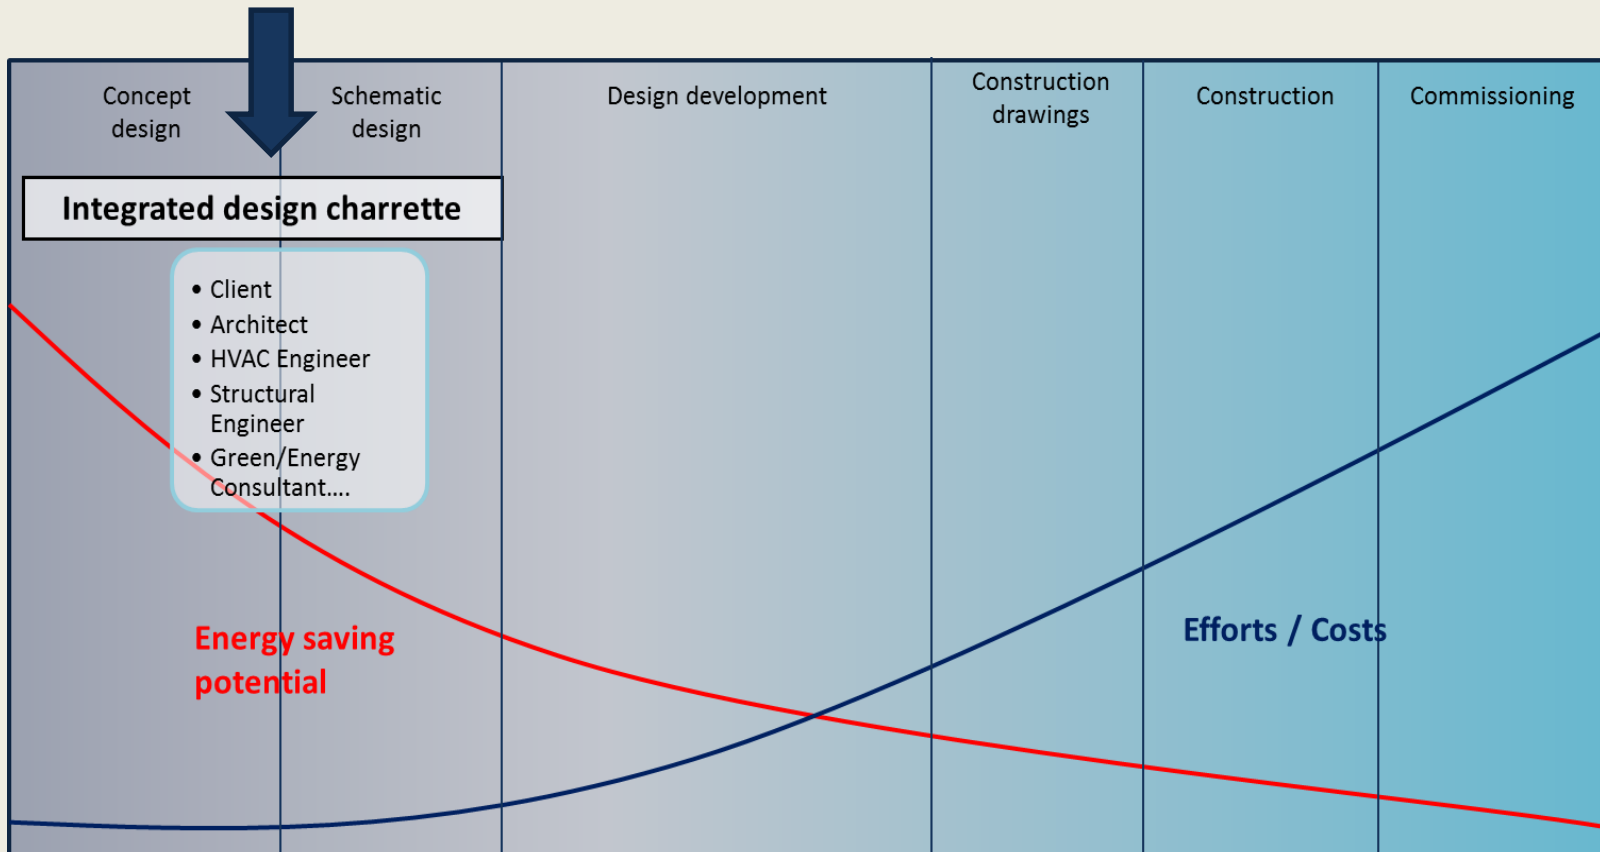 Concept
design
Schematic
design
Design development
Construction
drawings
Construction
Commissioning
Integrated design charrette
• Client
• Architect
• HVAC Engineer
• Structural
Engineer
• Green/Energy
Consultant....
Energy saving
potential
Efforts / Costs